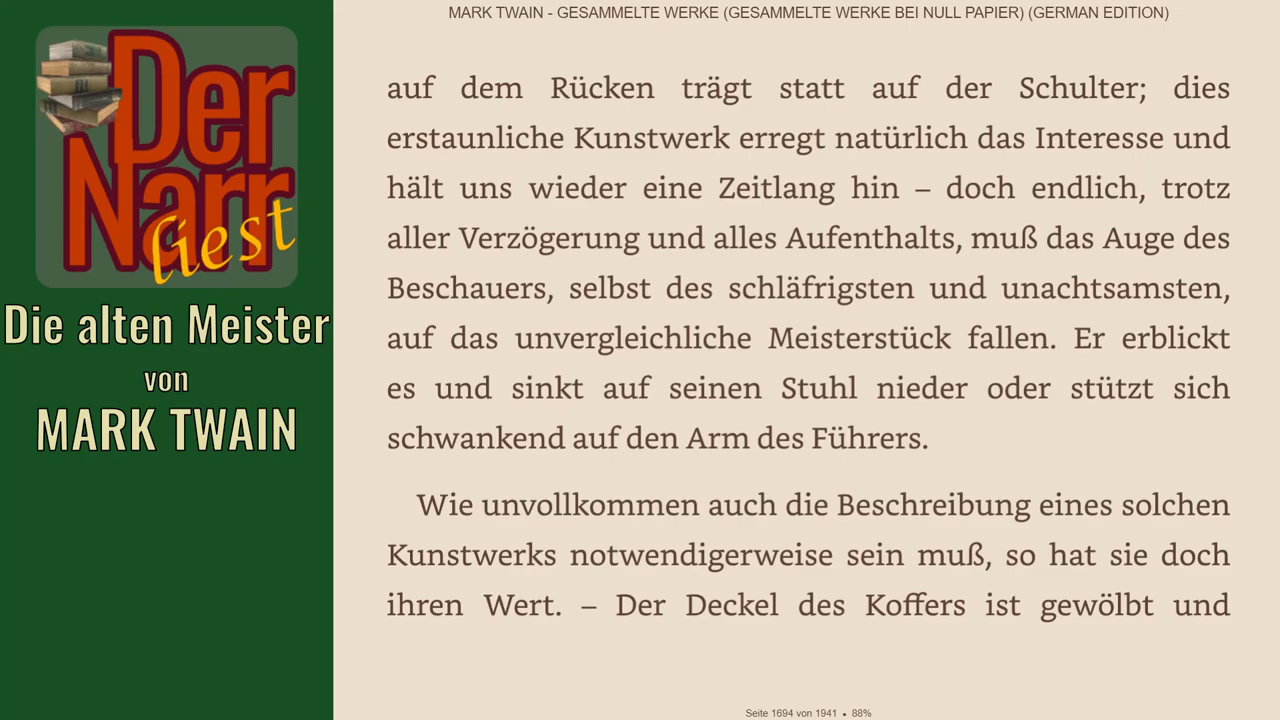 Der
Narr
liest
Die alten Meister
von
MARK TWAIN
MARK TWAIN - GESAMMELTE WERKE (GESAMMELTE WERKE BEI NULL PAPIER) (GERMAN EDITION)
auf dem Rücken trägt statt auf der Schulter; dies
erstaunliche Kunstwerk erregt natürlich das Interesse und
hält uns wieder eine Zeitlang hin – doch endlich, trotz
aller Verzögerung und alles Aufenthalts, muß das Auge des
Beschauers, selbst des schläfrigsten und unachtsamsten,
auf das unvergleichliche Meisterstück fallen. Er erblickt
es und sinkt auf seinen Stuhl nieder oder stützt sich
schwankend auf den Arm des Führers.
Wie unvollkommen auch die Beschreibung eines solchen
Kunstwerks notwendigerweise sein muß, so hat sie doch
ihren Wert. – Der Deckel des Koffers ist gewölbt und
Seite 1694 von 1941 • 88%